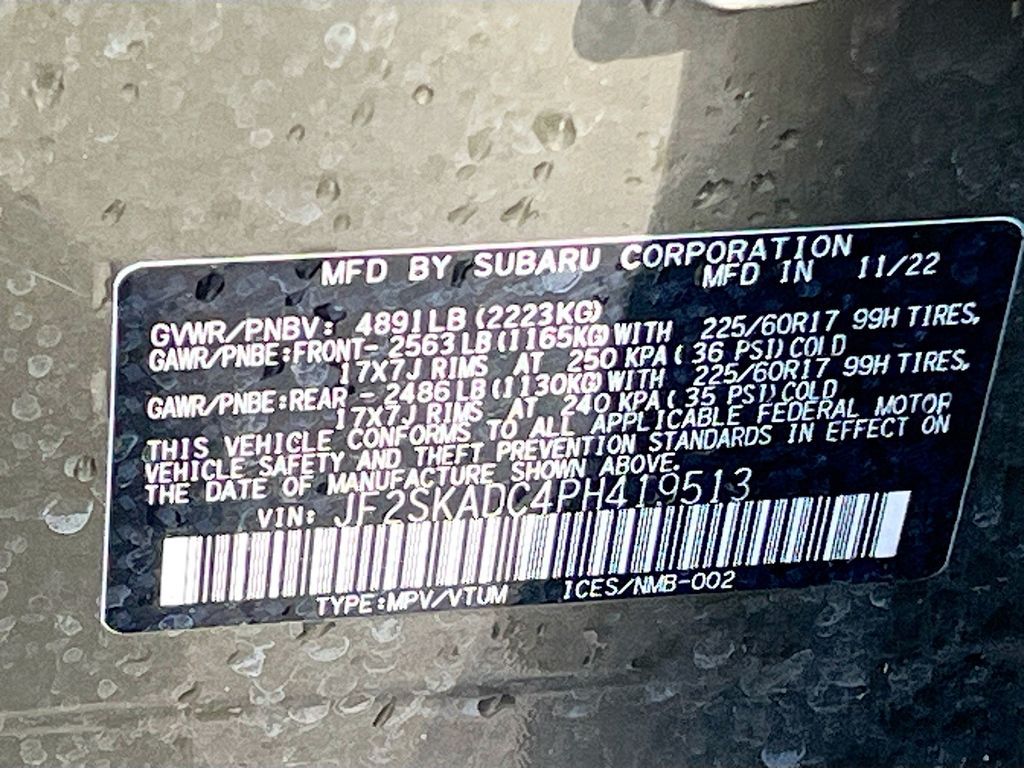 MFD BY SUBARU CORPORATION
MFD IN 11/22
GVWR/PNBV: 4891LB (2223KG)
GAWR/PNBE:FRONT- 2563LB(1165KG)WITH 225/60R17 99H TIRES,
17X7J RIMS AT 250 KPA( 36 PSI)COLD
GAWR/PNBE:REAR - 2486LB(1130KG)WITH 225/60R17 99H TIRES,
17X7J RIMS AT 240 KPA( 35 PSI)COLD
THIS VEHICLE CONFORMS TO ALL APPLICABLE FEDERAL MOTOR
VEHICLE SAFETY AND THEFT PREVENTION STANDARDS IN EFFECT ON
THE DATE OF MANUFACTURE SHOWN ABOVE.
VIN: JF2SKADC4PH419513
TYPE:MPV/VTUM ICES/NMB-002